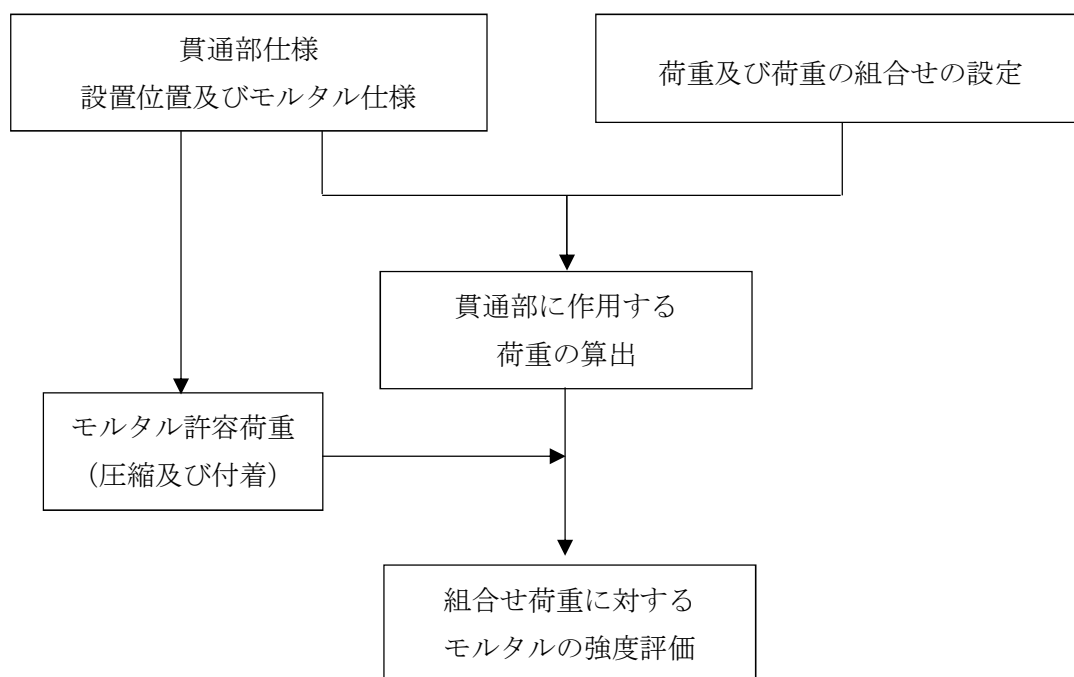 貫通部仕様
設置位置及びモルタル仕様
荷重及び荷重の組合せの設定
貫通部に作用する
荷重の算出
モルタル許容荷重
（圧縮及び付着）
組合せ荷重に対する
モルタルの強度評価